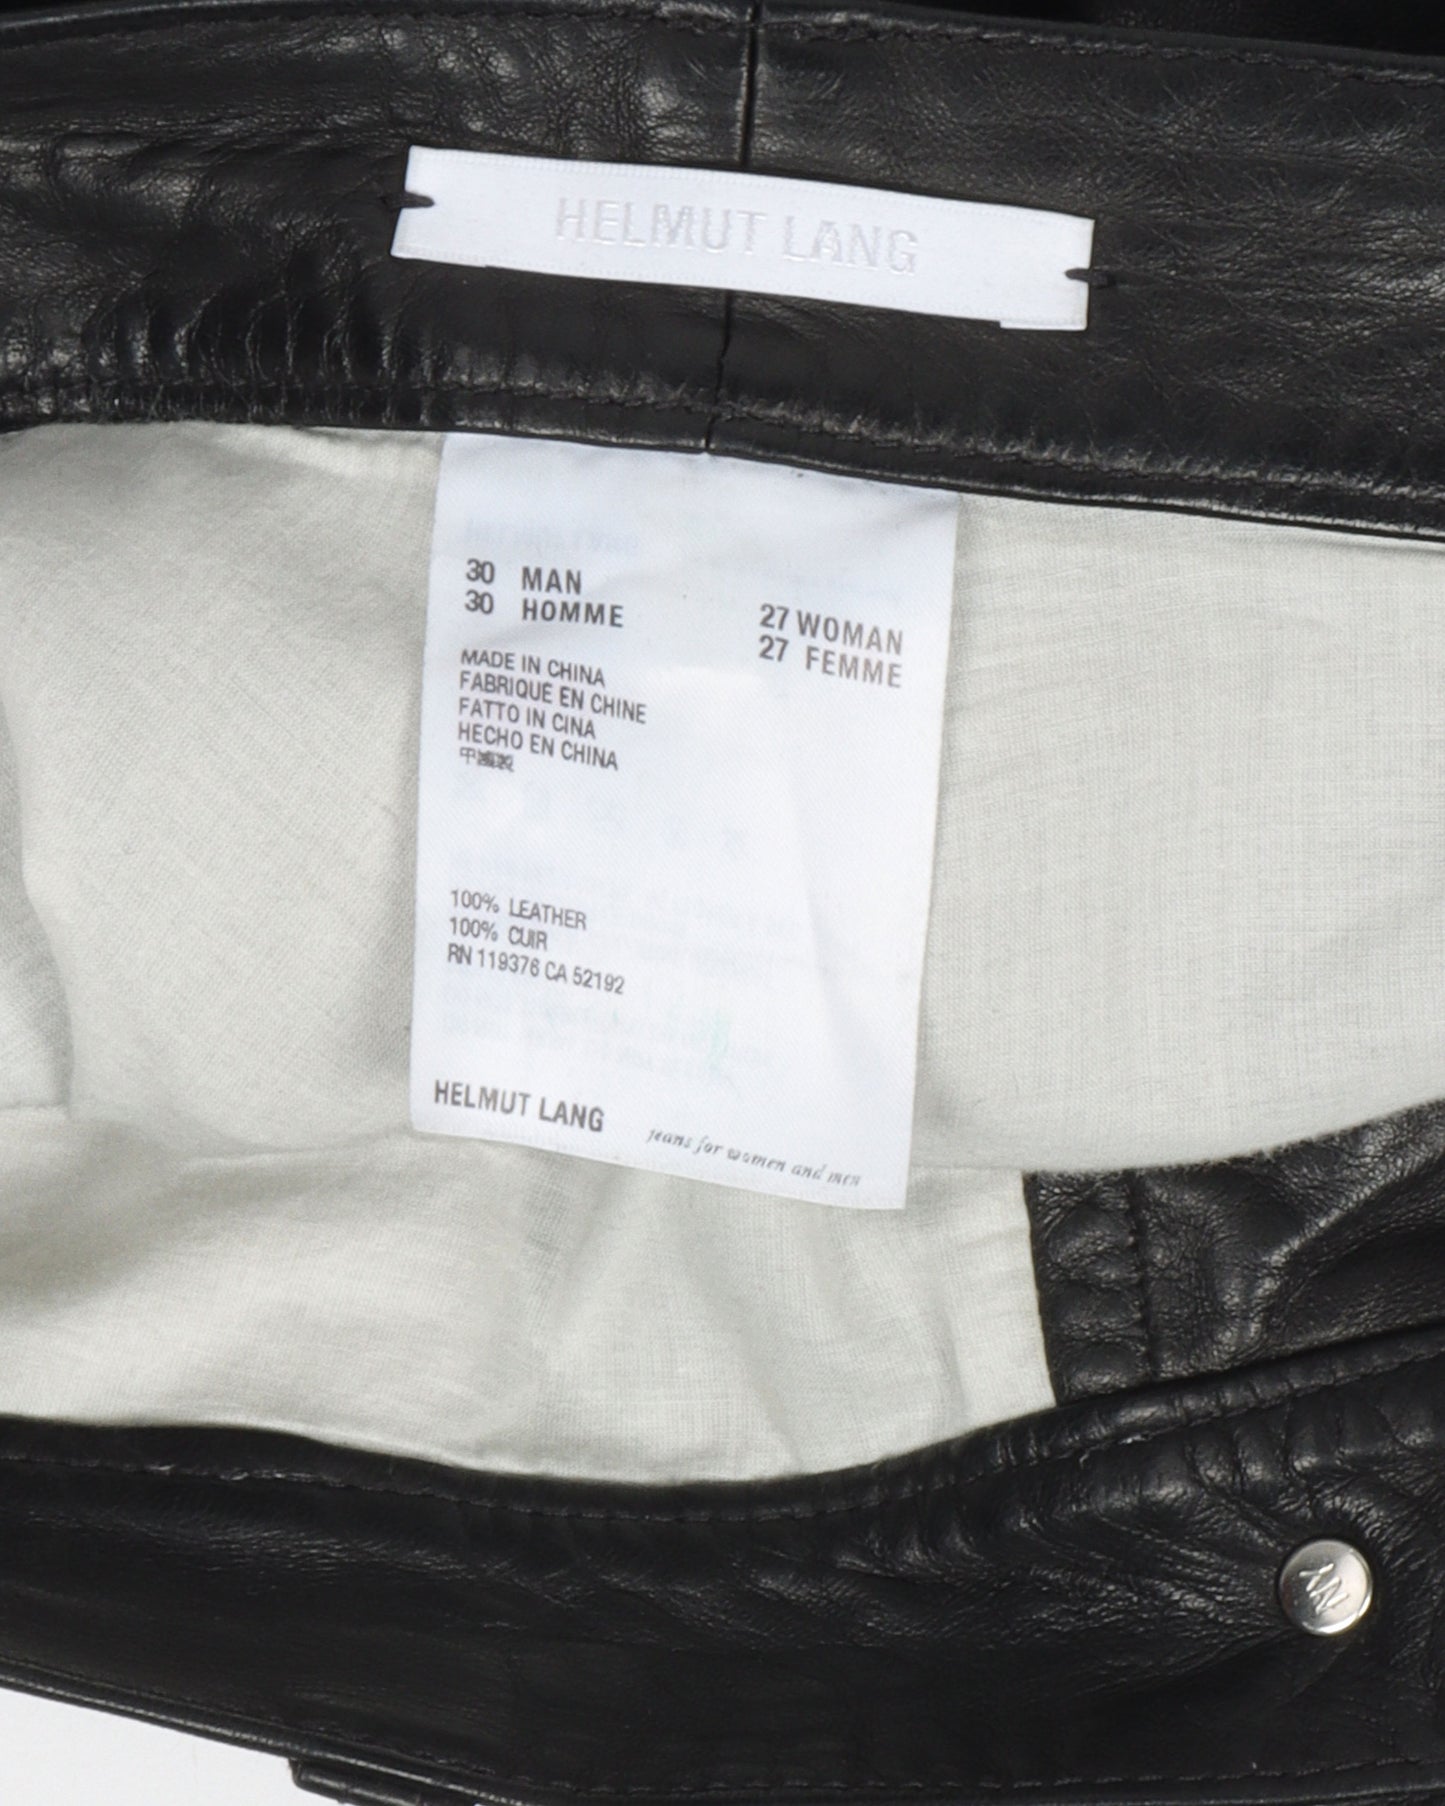 HELMUT LANG
30 MAN
30 HOMME
27 WOMAN
27 FEMME
MADE IN CHINA
FABRIQUÉ EN CHINE
FATTO IN CINA
HECHO EN CHINA
100% LEATHER
100% CUIR
RN 119376 CA 52192
HELMUT LANG
jeans for women and men